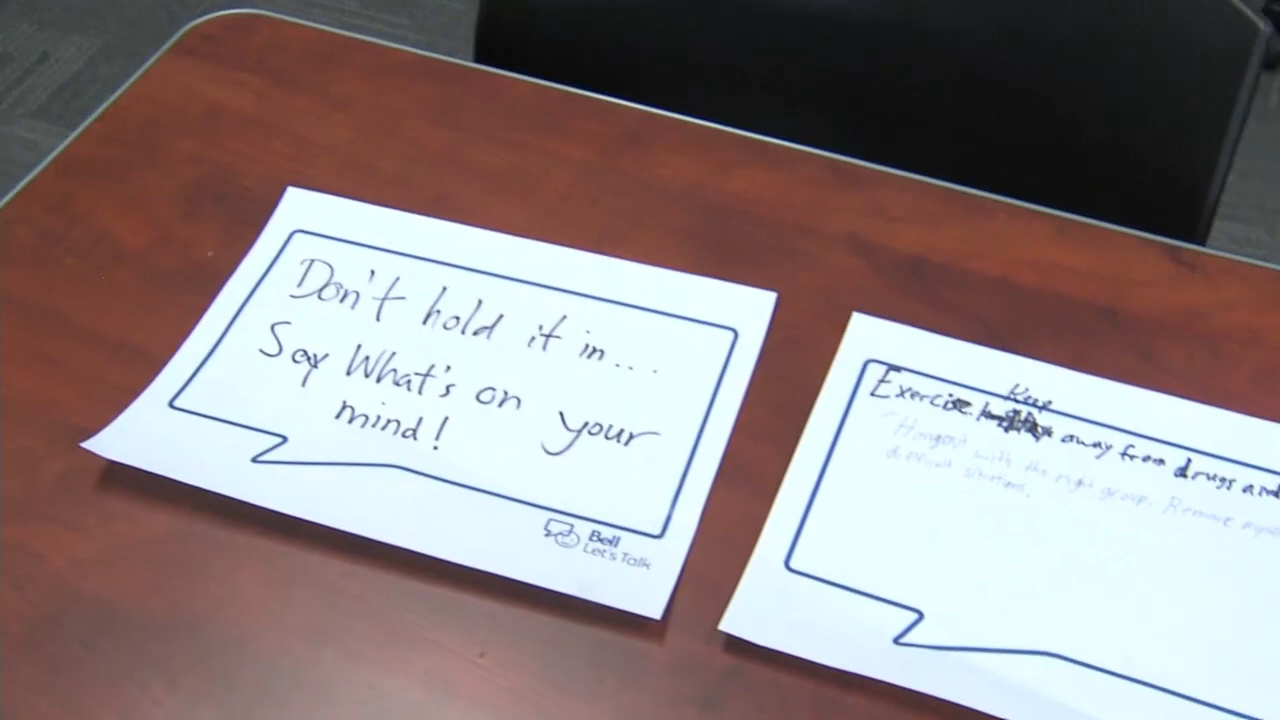 Don't hold it in...
Say What's on your
mind!
Bell
Let's Talk
Keep
Exercise away from drugs and
Hangout with the right group. Remove
difficult situations.